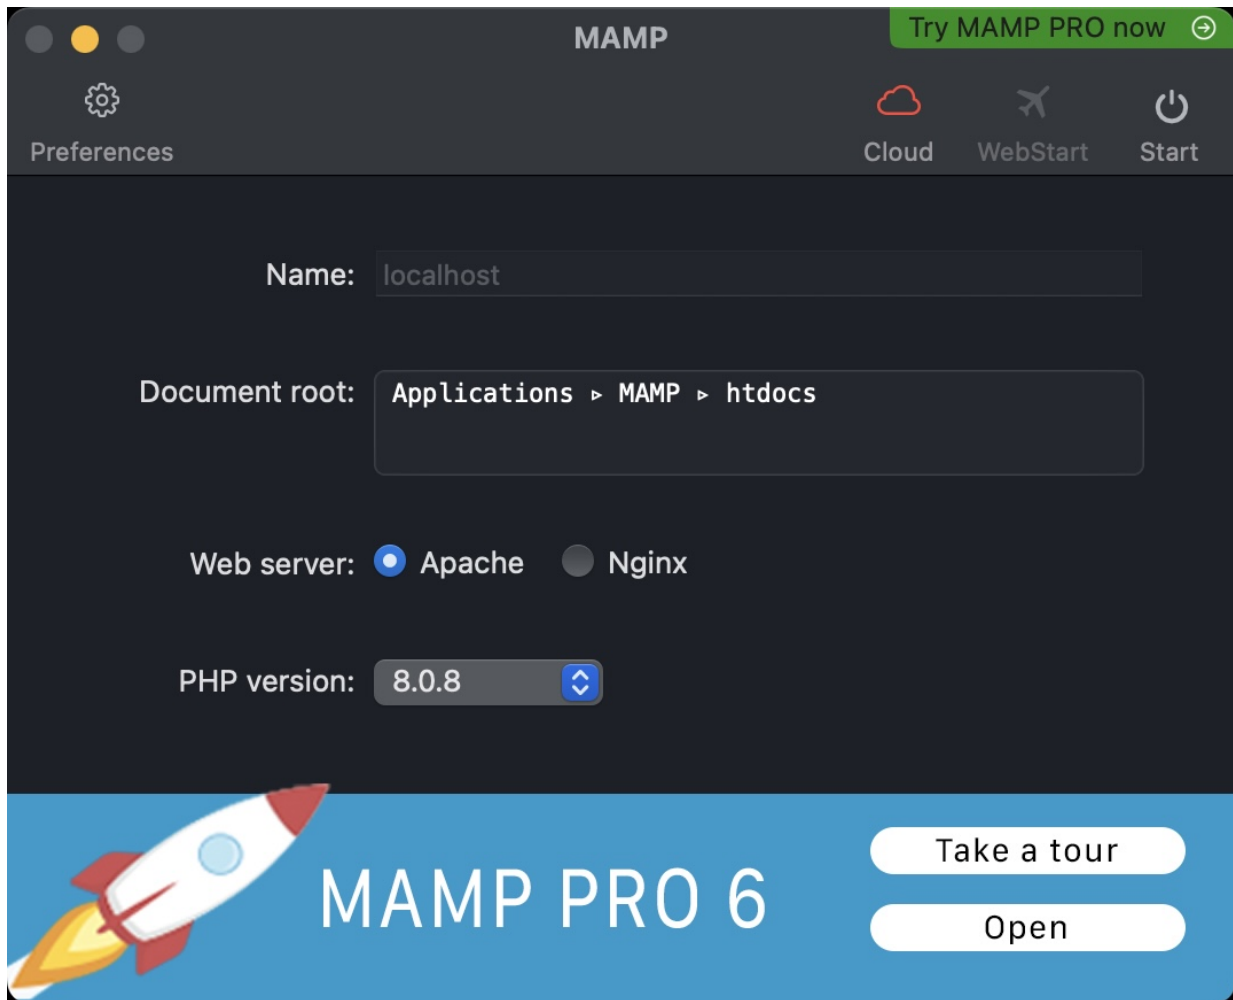 MAMP
Try MAMP PRO now
Preferences
Cloud
WebStart
Start
Name: localhost
Document root: Applications ▹ MAMP ▹ htdocs
Web server: Apache Nginx
PHP version: 8.0.8
MAMP PRO 6
Take a tour
Open